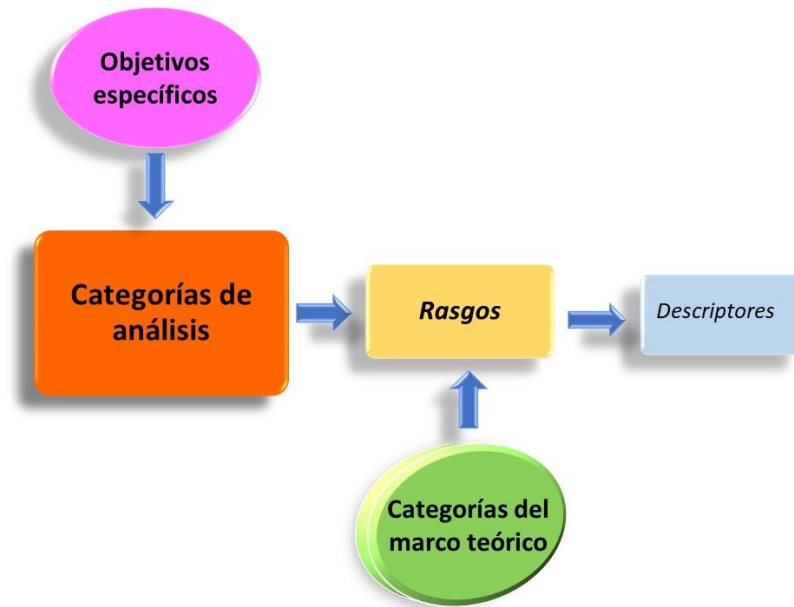 Objetivos
específicos
Categorías de
análisis
Rasgos
Descriptores
Categorías del
marco teórico